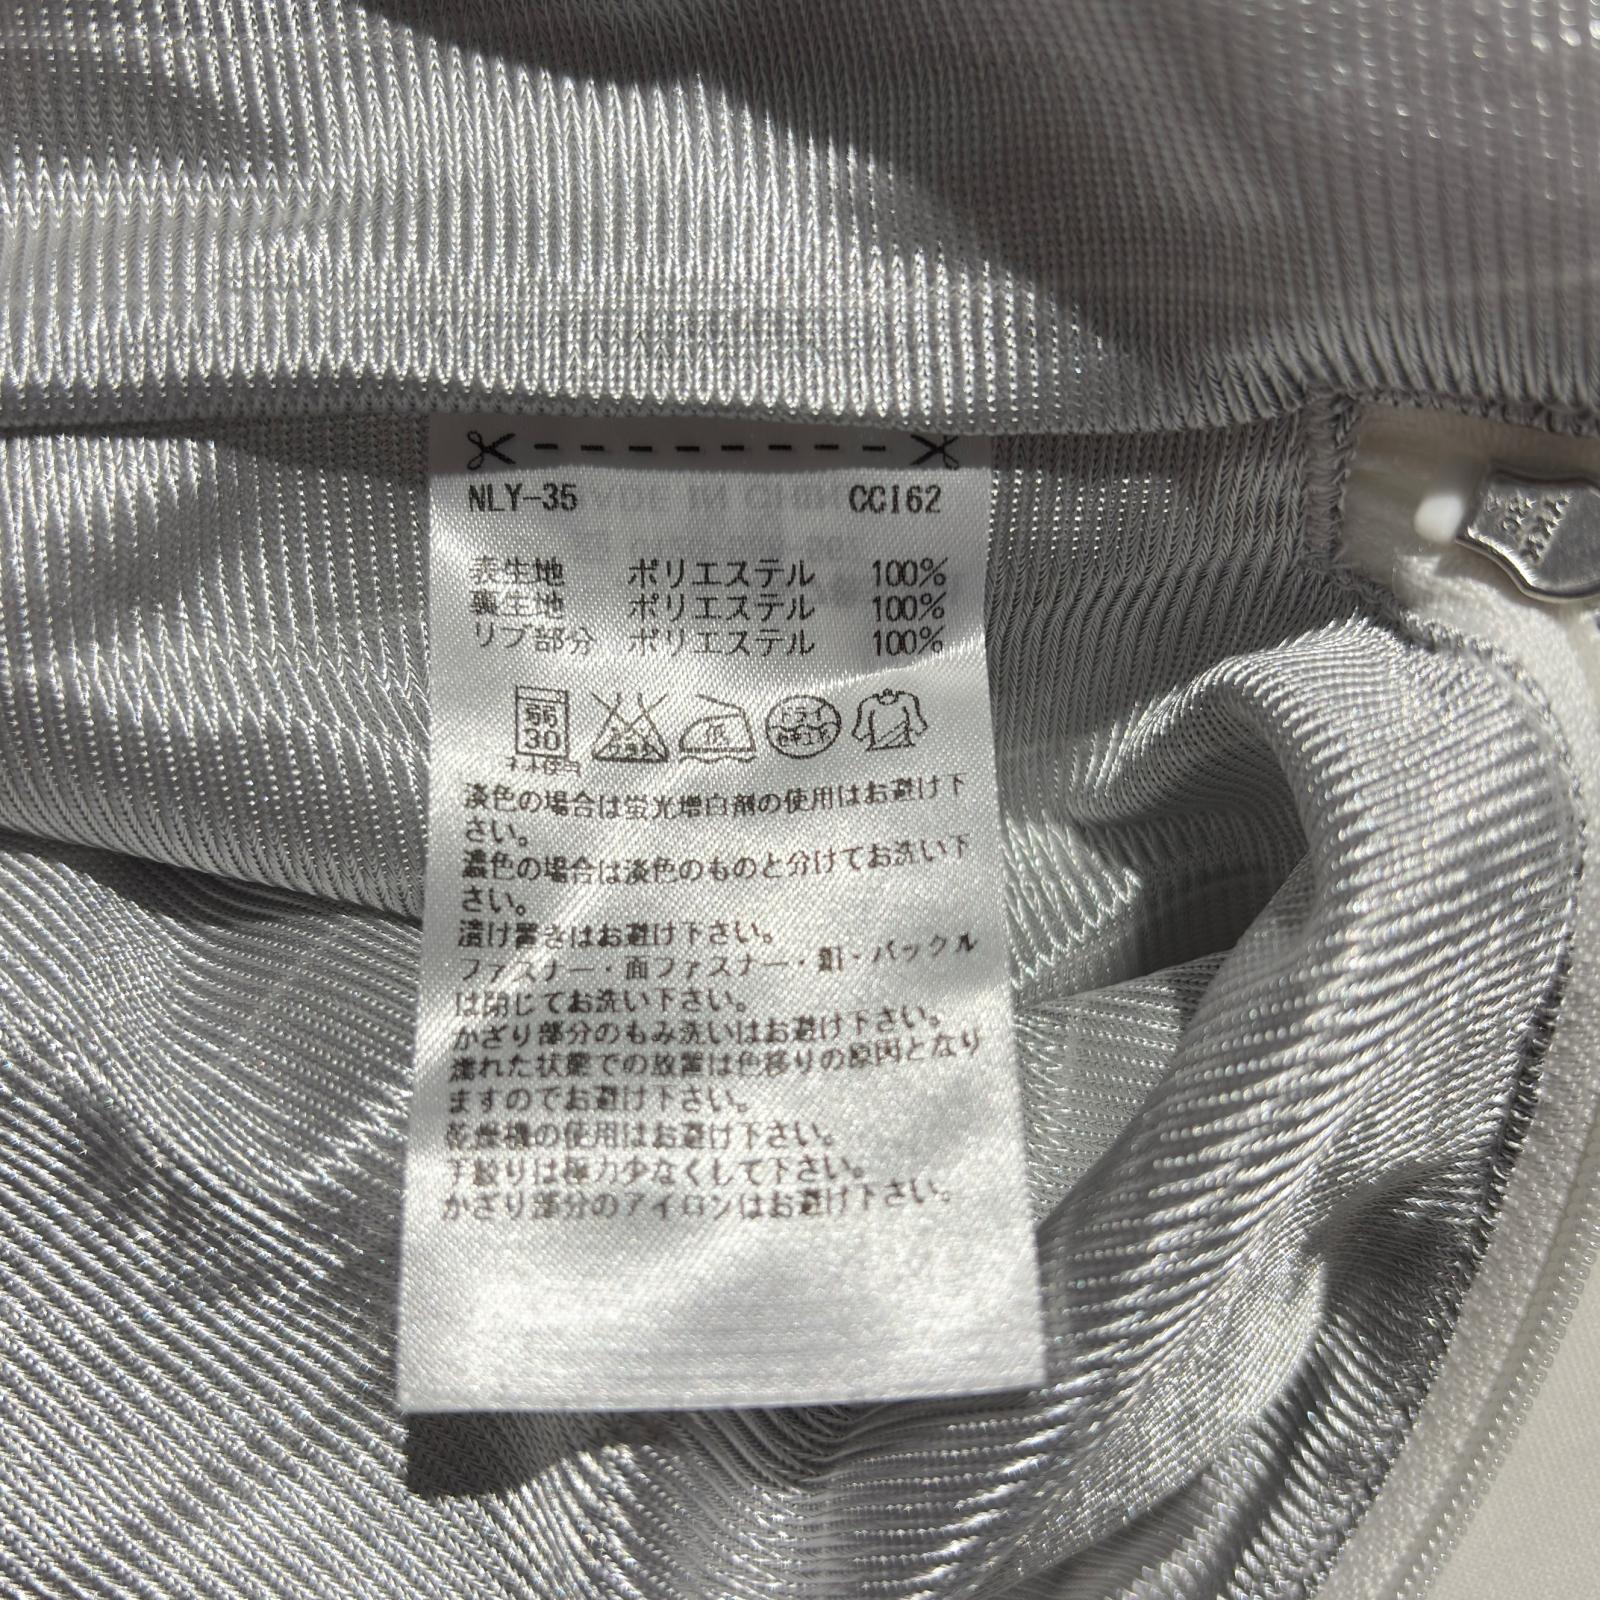 NLY-35 CCI62
表生地 ポリエステル 100%
裏生地 ポリエステル 100%
リブ部分 ポリエステル 100%
30
淡色の場合は蛍光増白剤の使用はお避け下
さい。
濃色の場合は淡色のものと分けてお洗い下
さい。
漬け置きはお避け下さい。
ファスナー・面ファスナー・釦・バックル
は閉じてお洗い下さい。
かざり部分のもみ洗いはお避け下さい。
濡れた状態での放置は色移りの原因となり
ますのでお避け下さい。
乾燥機の使用はお避け下さい。
手絞りは極力少なくして下さい。
かざり部分のアイロンはお避け下さい。